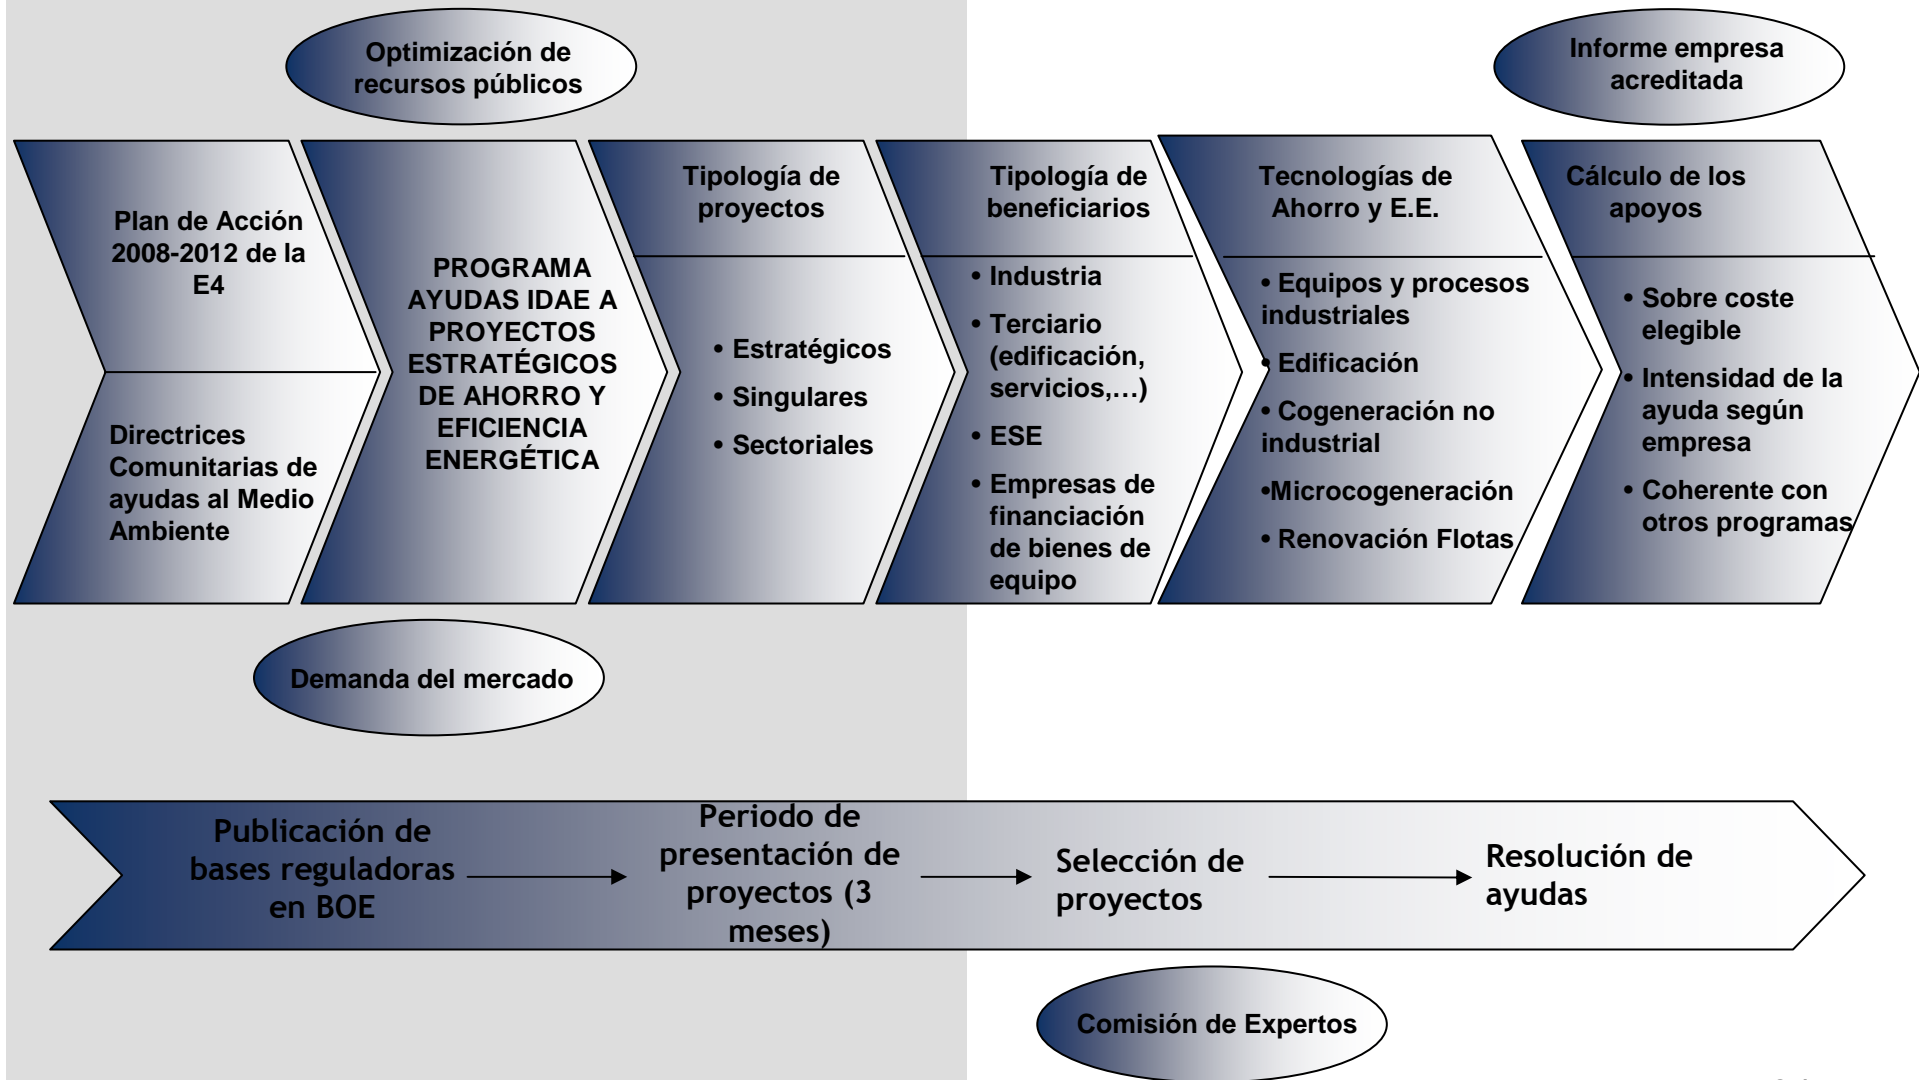 Optimización de
recursos públicos
Informe empresa
acreditada
Plan de Acción
2008-2012 de la
E4
Directrices
Comunitarias de
ayudas al Medio
Ambiente
PROGRAMA
AYUDAS IDAE A
PROYECTOS
ESTRATÉGICOS
DE AHORRO Y
EFICIENCIA
ENERGÉTICA
Tipología de
proyectos
• Estratégicos
• Singulares
• Sectoriales
Tipología de
beneficiarios
• Industria
• Terciario
(edificación,
servicios,…)
• ESE
• Empresas de
financiación
de bienes de
equipo
Tecnologías de
Ahorro y E.E.
• Equipos y procesos
industriales
• Edificación
• Cogeneración no
industrial
•Microcogeneración
• Renovación Flotas
Cálculo de los
apoyos
• Sobre coste
elegible
• Intensidad de la
ayuda según
empresa
• Coherente con
otros programas
Demanda del mercado
Publicación de
bases reguladoras
en BOE
Periodo de
presentación de
proyectos (3
meses)
Selección de
proyectos
Resolución de
ayudas
Comisión de Expertos